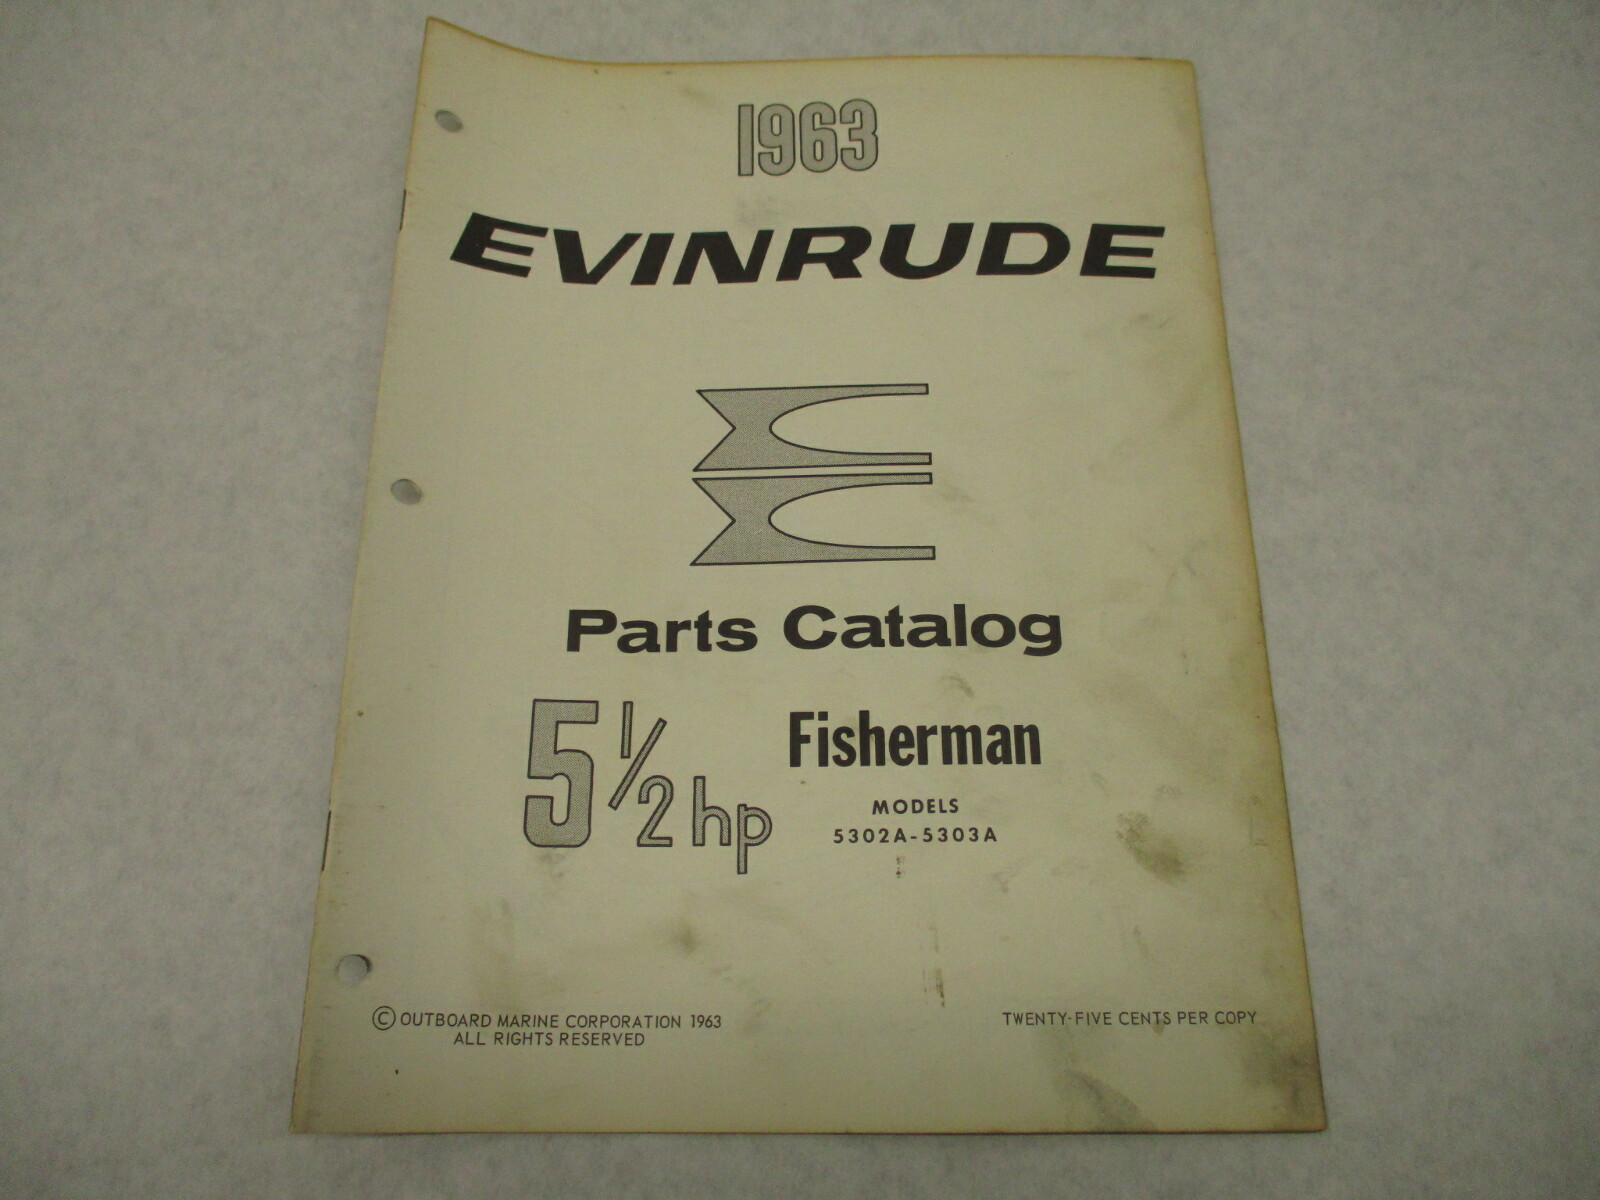 1963
EVINRUDE
Parts Catalog
5 1/2 hp
Fisherman
MODELS
5302A-5303A
© OUTBOARD MARINE CORPORATION 1963
ALL RIGHTS RESERVED
TWENTY-FIVE CENTS PER COPY